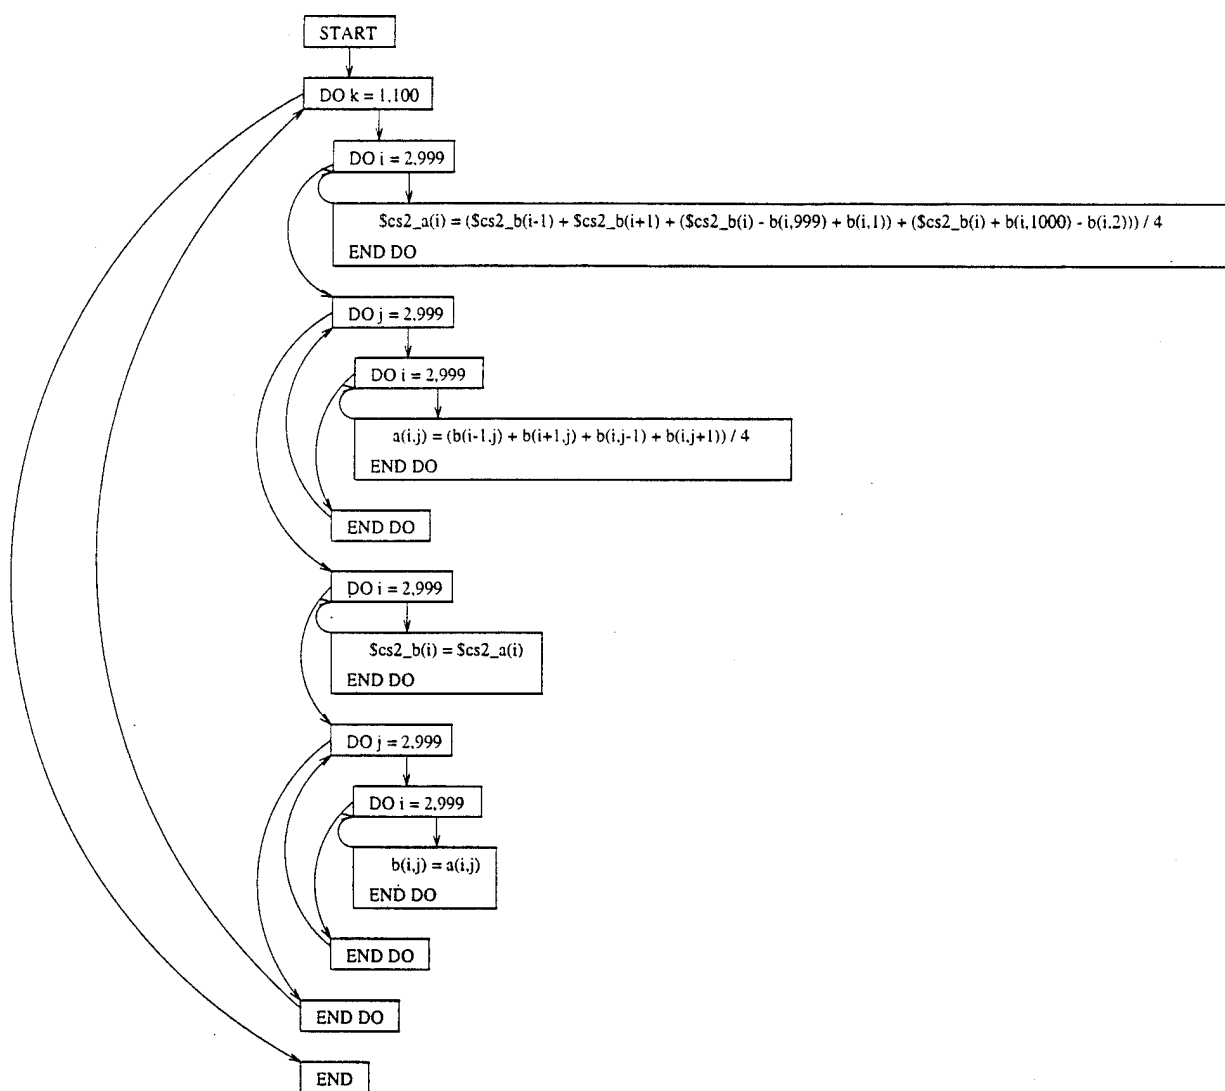 START
DO k = 1,100
DO i = 2,999
$cs2_a(i) = ($cs2_b(i-1) + $cs2_b(i+1) + ($cs2_b(i) - b(i,999) + b(i,1)) + ($cs2_b(i) + b(i,1000) - b(i,2))) / 4
END DO
DO j = 2,999
DO i = 2,999
a(i,j) = (b(i-1,j) + b(i+1,j) + b(i,j-1) + b(i,j+1)) / 4
END DO
END DO
DO i = 2,999
$cs2_b(i) = $cs2_a(i)
END DO
DO j = 2,999
DO i = 2,999
b(i,j) = a(i,j)
END DO
END DO
END DO
END